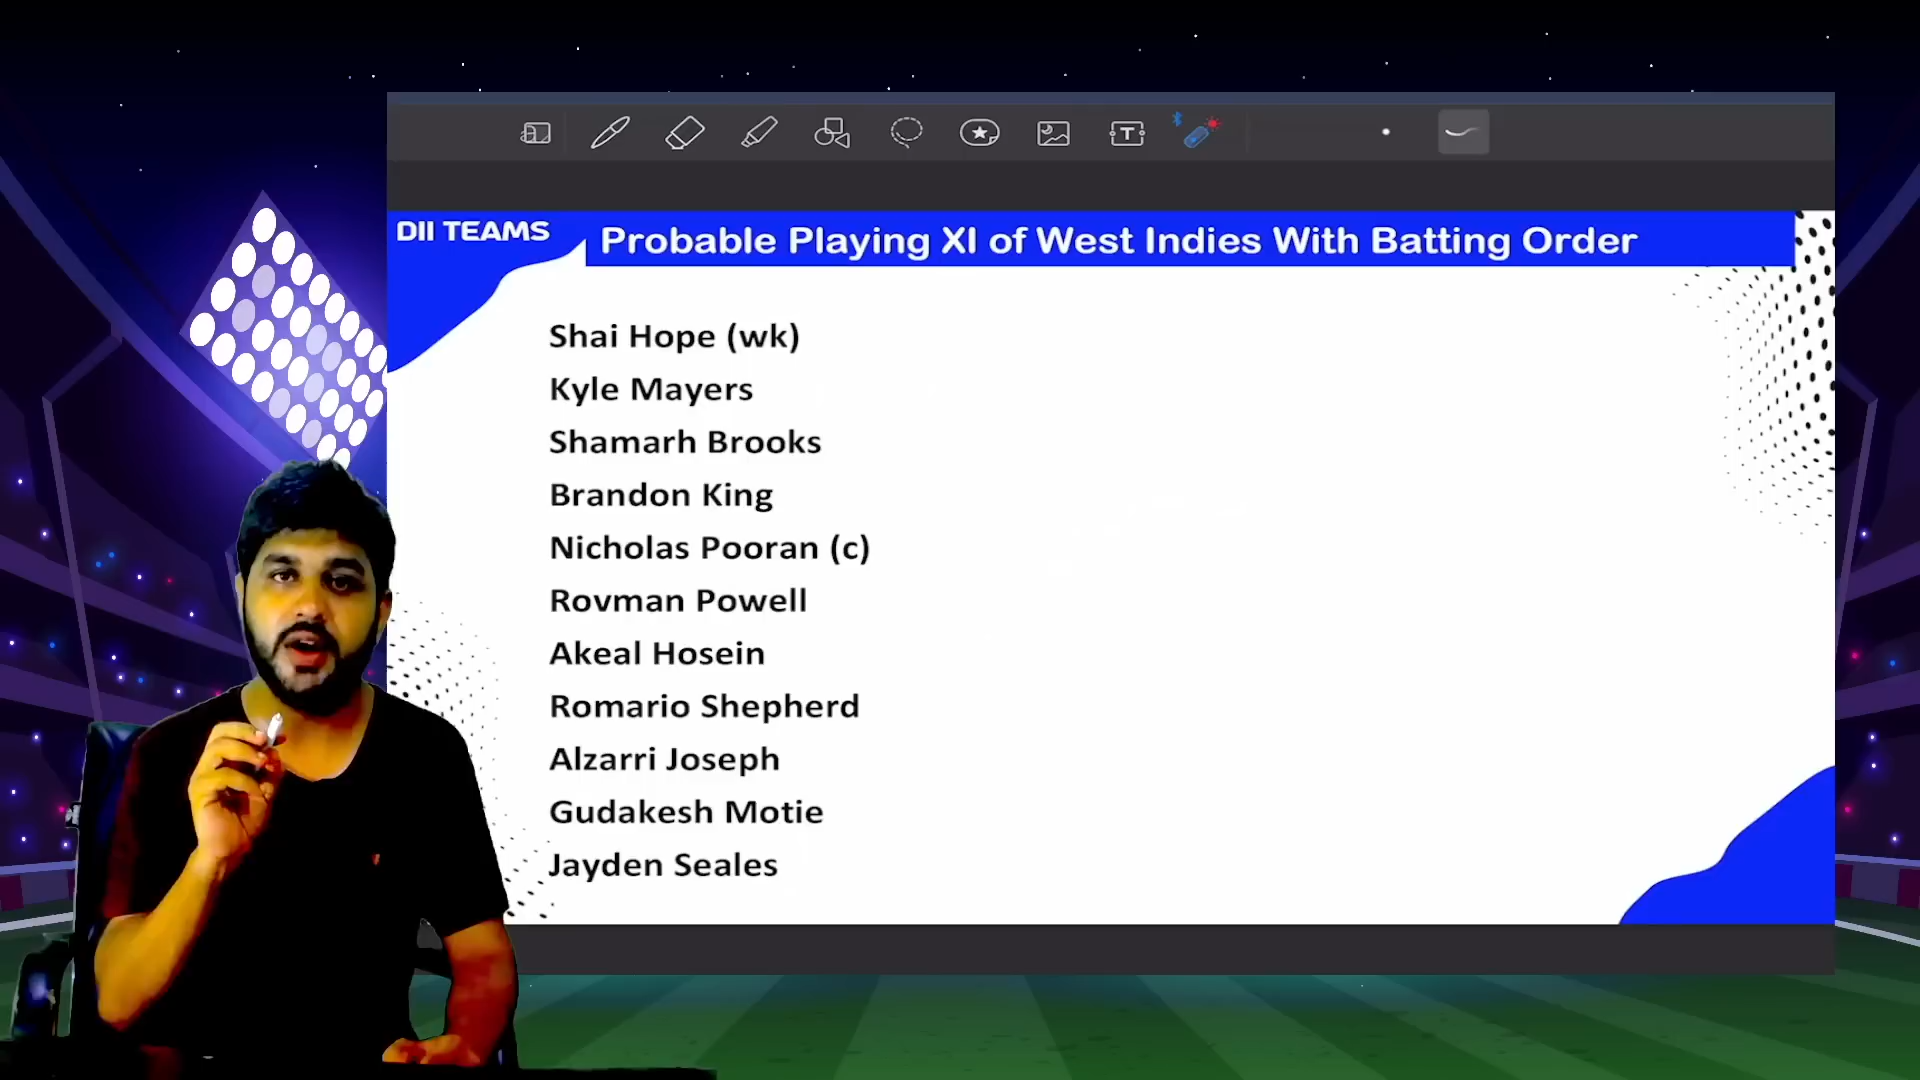 DII TEAMS
Probable Playing XI of West Indies With Batting Order
Shai Hope (wk)
Kyle Mayers
Shamarh Brooks
Brandon King
Nicholas Pooran (c)
Rovman Powell
Akeal Hosein
Romario Shepherd
Alzarri Joseph
Gudakesh Motie
Jayden Seales